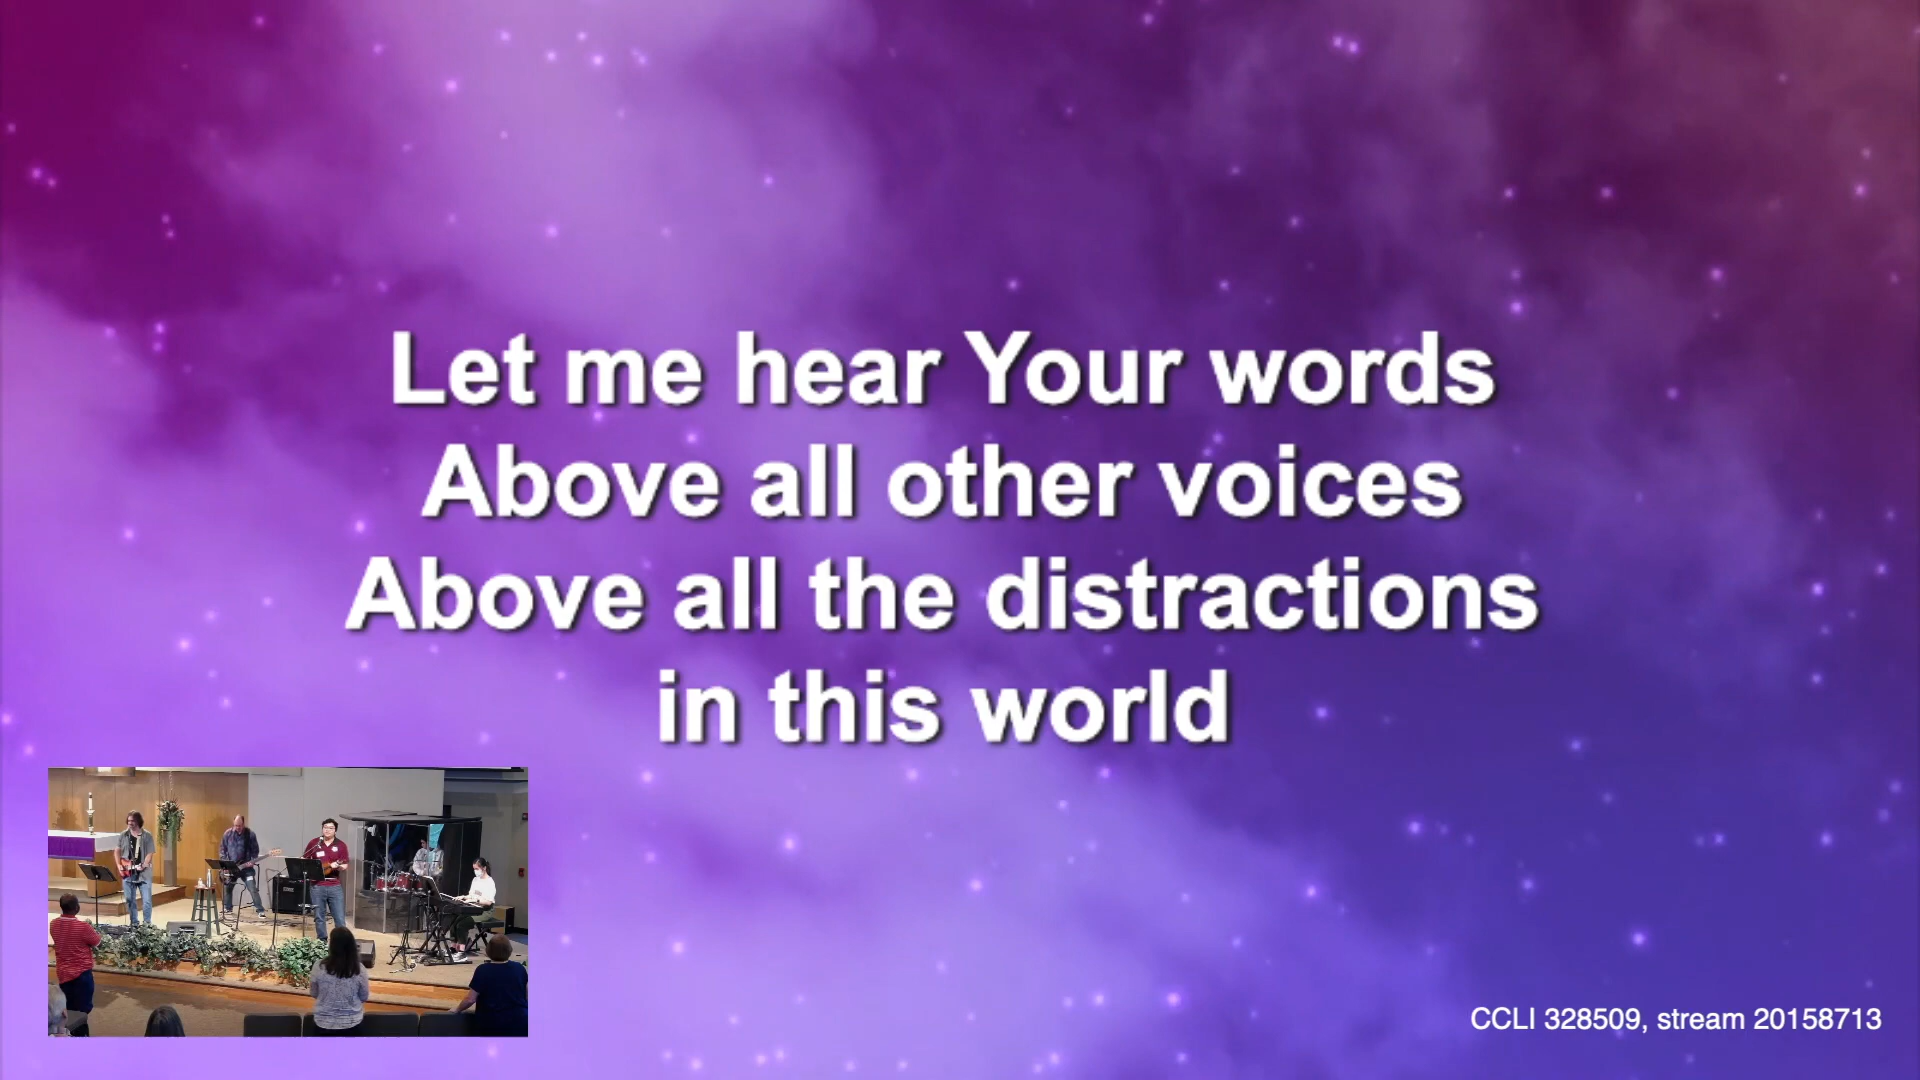 Let me hear Your words
Above all other voices
Above all the distractions
in this world
CCLI 328509, stream 20158713